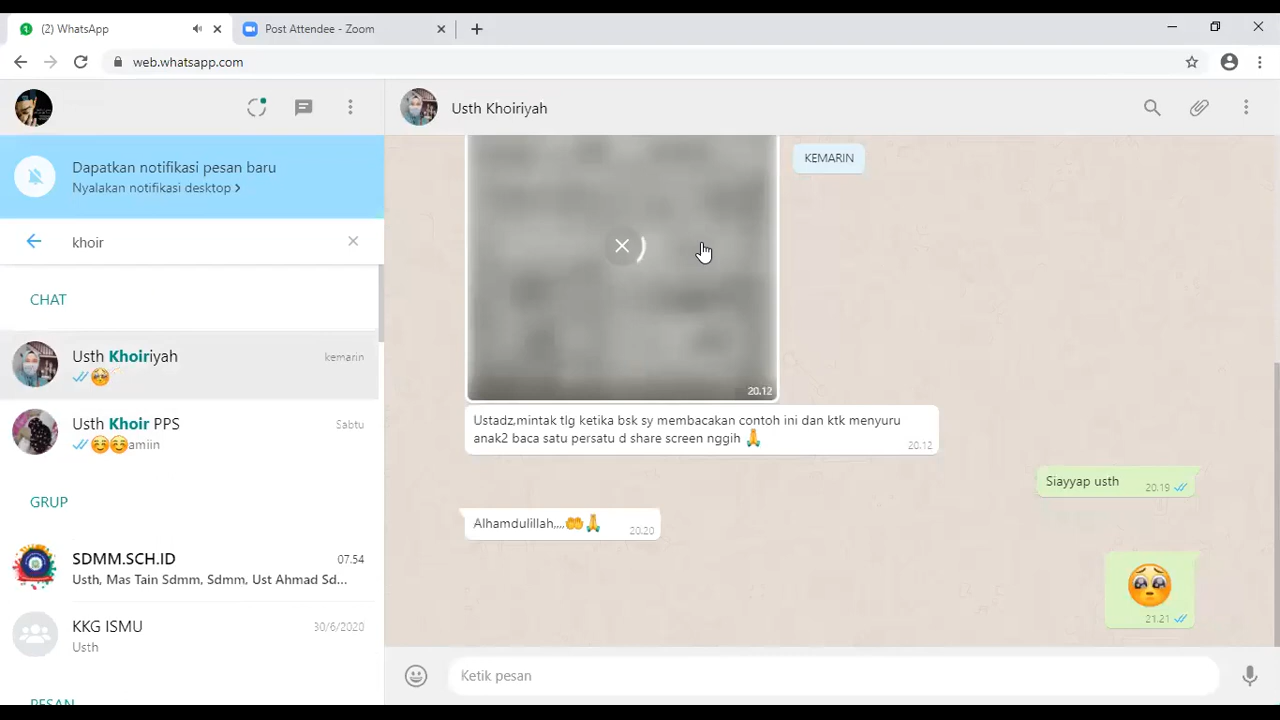 (2) WhatsApp
Post Attendee - Zoom
web.whatsapp.com
Usth Khoiriyah
Dapatkan notifikasi pesan baru
Nyalakan notifikasi desktop >
khoir
CHAT
Usth Khoiriyah
kemarin
🥺
Usth Khoir PPS
Sabtu
☺️☺️amiin
GRUP
SDMM.SCH.ID
07.54
Usth, Mas Tain Sdmm, Sdmm, Ust Ahmad Sd...
KKG ISMU
30/6/2020
Usth
PESAN
KEMARIN
20.12
Ustadz,mintak tlg ketika bsk sy membacakan contoh ini dan ktk menyuru
anak2 baca satu persatu d share screen nggih 🙏
20.12
Siayyap usth
20.19
Alhamdulillah,,,,🤲🙏
20.20
🥺
21.21
Ketik pesan